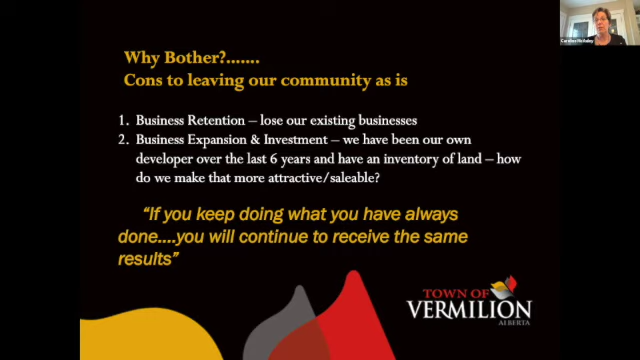 Why Bother?.......
Cons to leaving our community as is
1. Business Retention – lose our existing businesses
2. Business Expansion & Investment – we have been our own
developer over the last 6 years and have an inventory of land – how
do we make that more attractive/saleable?
“If you keep doing what you have always
done....you will continue to receive the same
results”
TOWN OF
VERMILION
ALBERTA